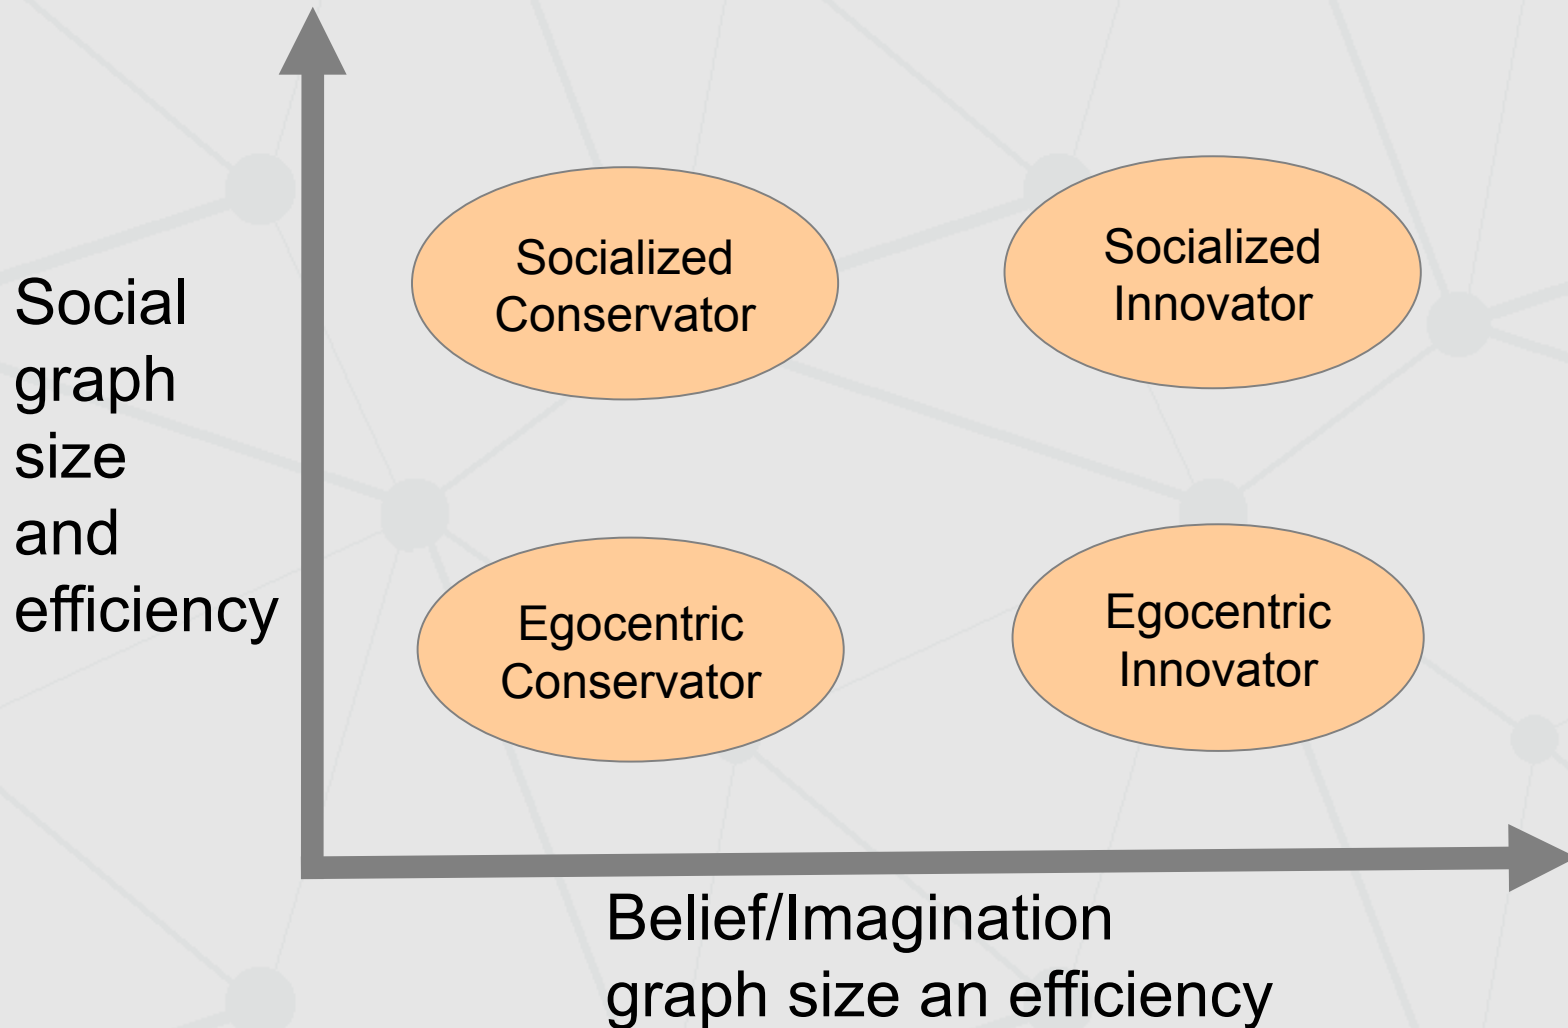 Social
graph
size
and
efficiency
Socialized
Conservator
Socialized
Innovator
Egocentric
Conservator
Egocentric
Innovator
Belief/Imagination
graph size an efficiency